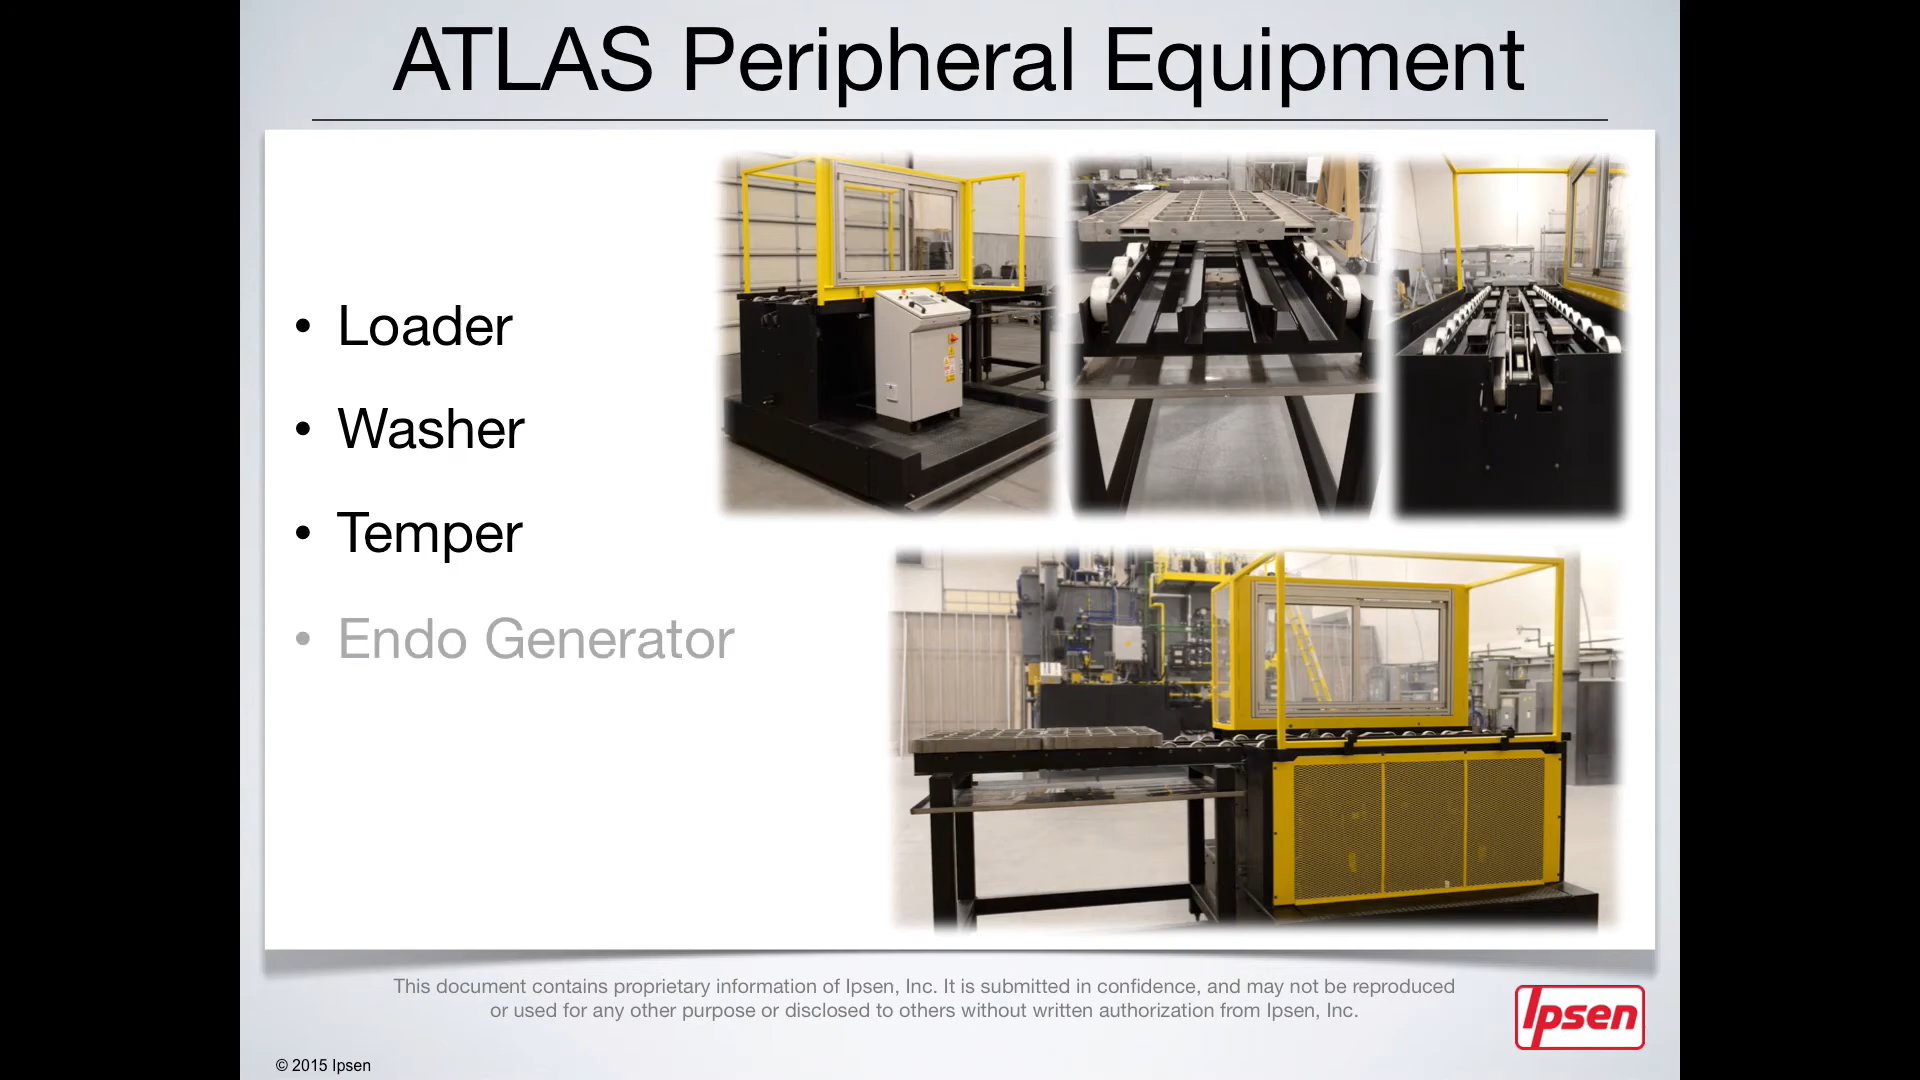 ATLAS Peripheral Equipment
• Loader
• Washer
• Temper
• Endo Generator
This document contains proprietary information of Ipsen, Inc. It is submitted in confidence, and may not be reproduced
or used for any other purpose or disclosed to others without written authorization from Ipsen, Inc.
Ipsen
© 2015 Ipsen